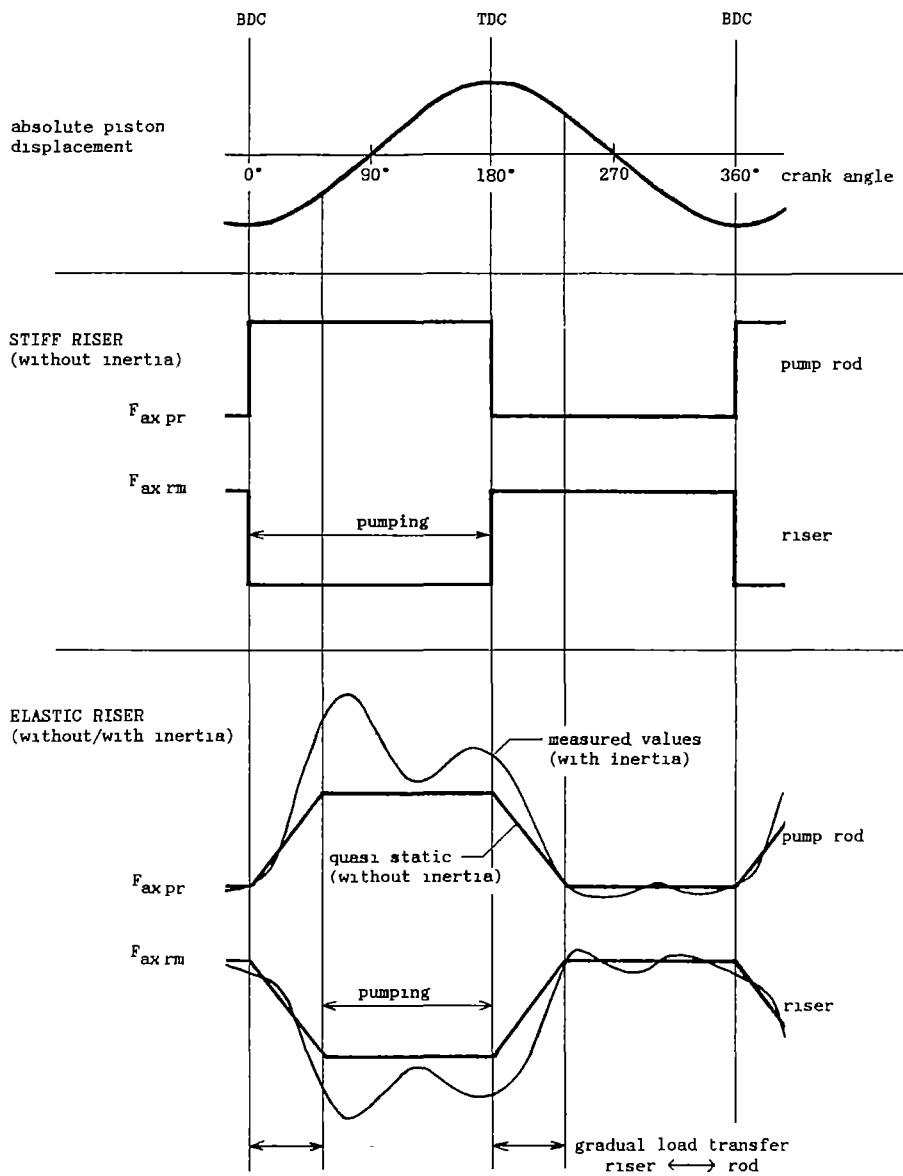 BDC TDC BDC
absolute piston
displacement
0° 90° 180° 270 360° crank angle
STIFF RISER
(without inertia)
pump rod
F ax pr
F ax rm
pumping
riser
ELASTIC RISER
(without/with inertia)
measured values
(with inertia)
pump rod
quasi static
(without inertia)
F ax pr
F ax rm
pumping
riser
gradual load transfer
riser ⟷ rod